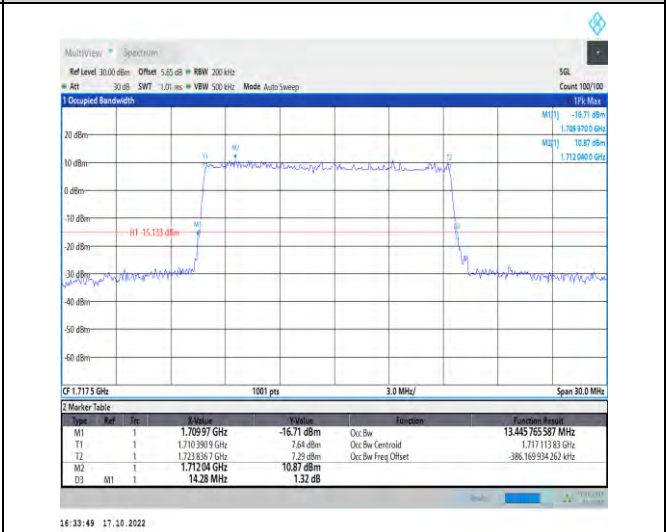 MultiView Spectrum
Ref Level 30.00 dBm Offset 5.85 dB RBW 200 kHz SGL
Att 30 dB SWT 1.01 ms VBW 500 kHz Mode Auto Sweep Count 100/100
1 Occupied Bandwidth 1Pk Max
M1[1] -16.71 dBm
1.709 970 0 GHz
M2[1] 10.87 dBm
1.712 040 0 GHz
20 dBm
T1 M2 T2
10 dBm
0 dBm
-10 dBm
M1 D3
H1 -15.133 dBm
-20 dBm
-30 dBm
-40 dBm
-50 dBm
-60 dBm
CF 1.717 5 GHz 1001 pts 3.0 MHz/ Span 30.0 MHz
2 Marker Table
Type Ref Trc X-Value Y-Value Function Function Result
M1 1 1.709 97 GHz -16.71 dBm Occ Bw 13.445 765 587 MHz
T1 1 1.710 390 9 GHz 7.64 dBm Occ Bw Centroid 1.717 113 83 GHz
T2 1 1.723 836 7 GHz 7.29 dBm Occ Bw Freq Offset -386.169 934 262 kHz
M2 1 1.712 04 GHz 10.87 dBm
D3 M1 1 14.28 MHz 1.32 dB
16:33:49 17.10.2022